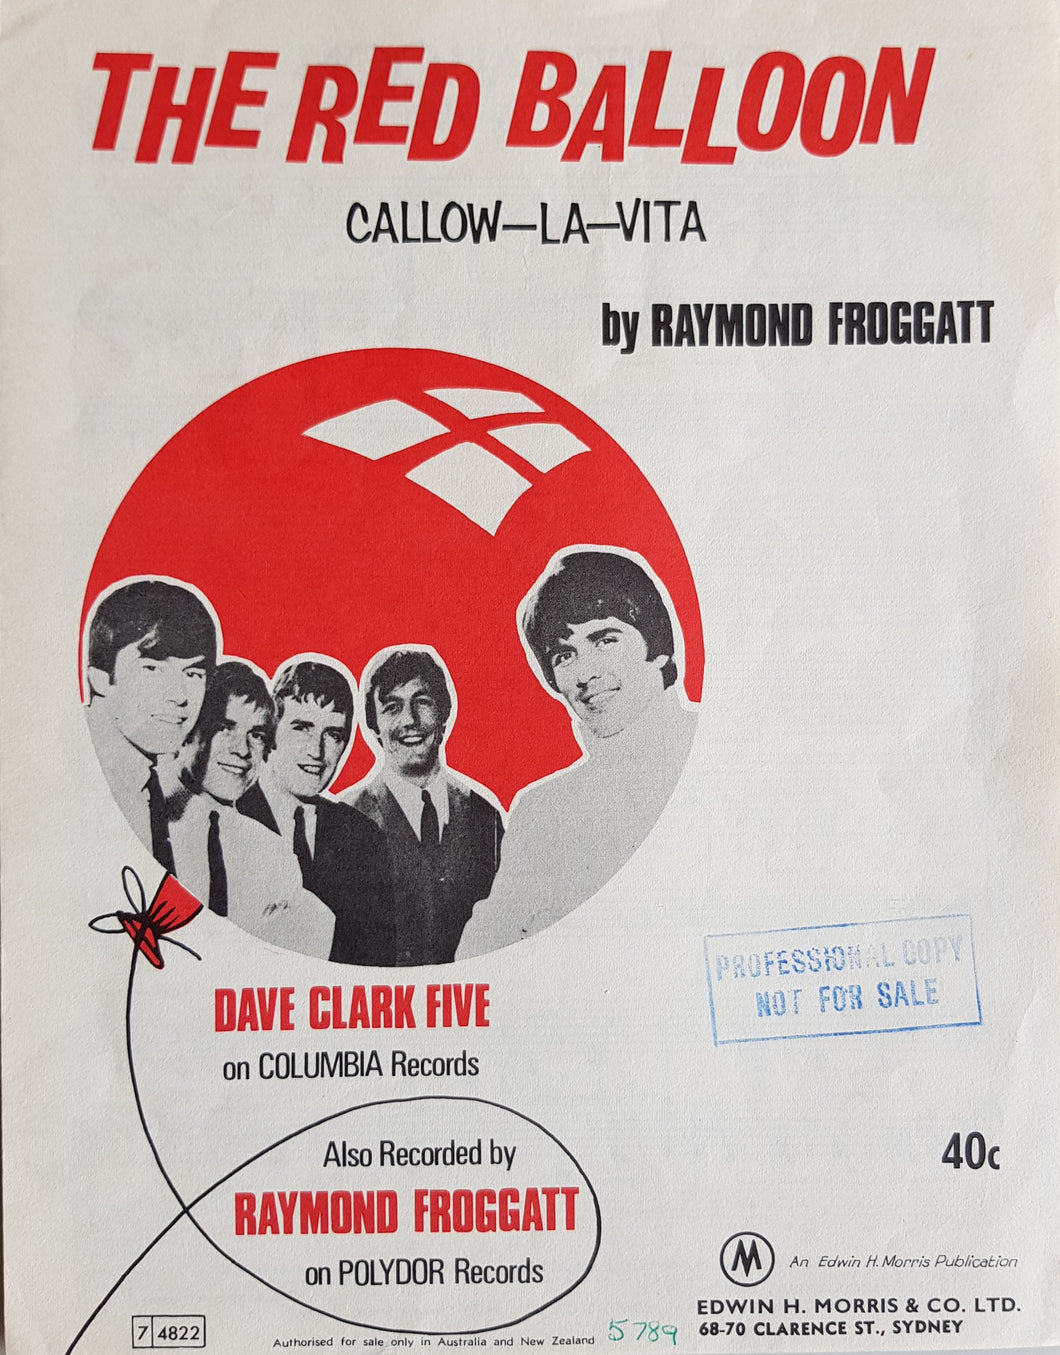 THE RED BALLOON
CALLOW-LA-VITA
by RAYMOND FROGGATT
PROFESSIONAL COPY
NOT FOR SALE
DAVE CLARK FIVE
on COLUMBIA Records
Also Recorded by
RAYMOND FROGGATT
on POLYDOR Records
40c
M An Edwin H. Morris Publication
EDWIN H. MORRIS & CO. LTD.
68-70 CLARENCE ST., SYDNEY
7 4822
Authorised for sale only in Australia and New Zealand
5789